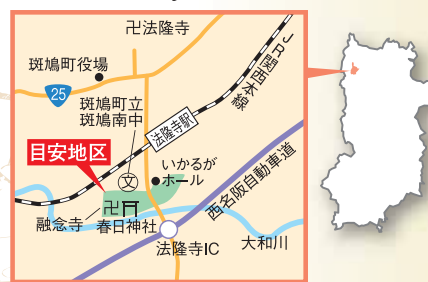 卍法隆寺
斑鳩町役場
25
JR関西本線
斑鳩町立
斑鳩南中
法隆寺駅
目安地区
文
いかるが
ホール
西名阪自動車道
卍
融念寺
春日神社
法隆寺IC
大和川